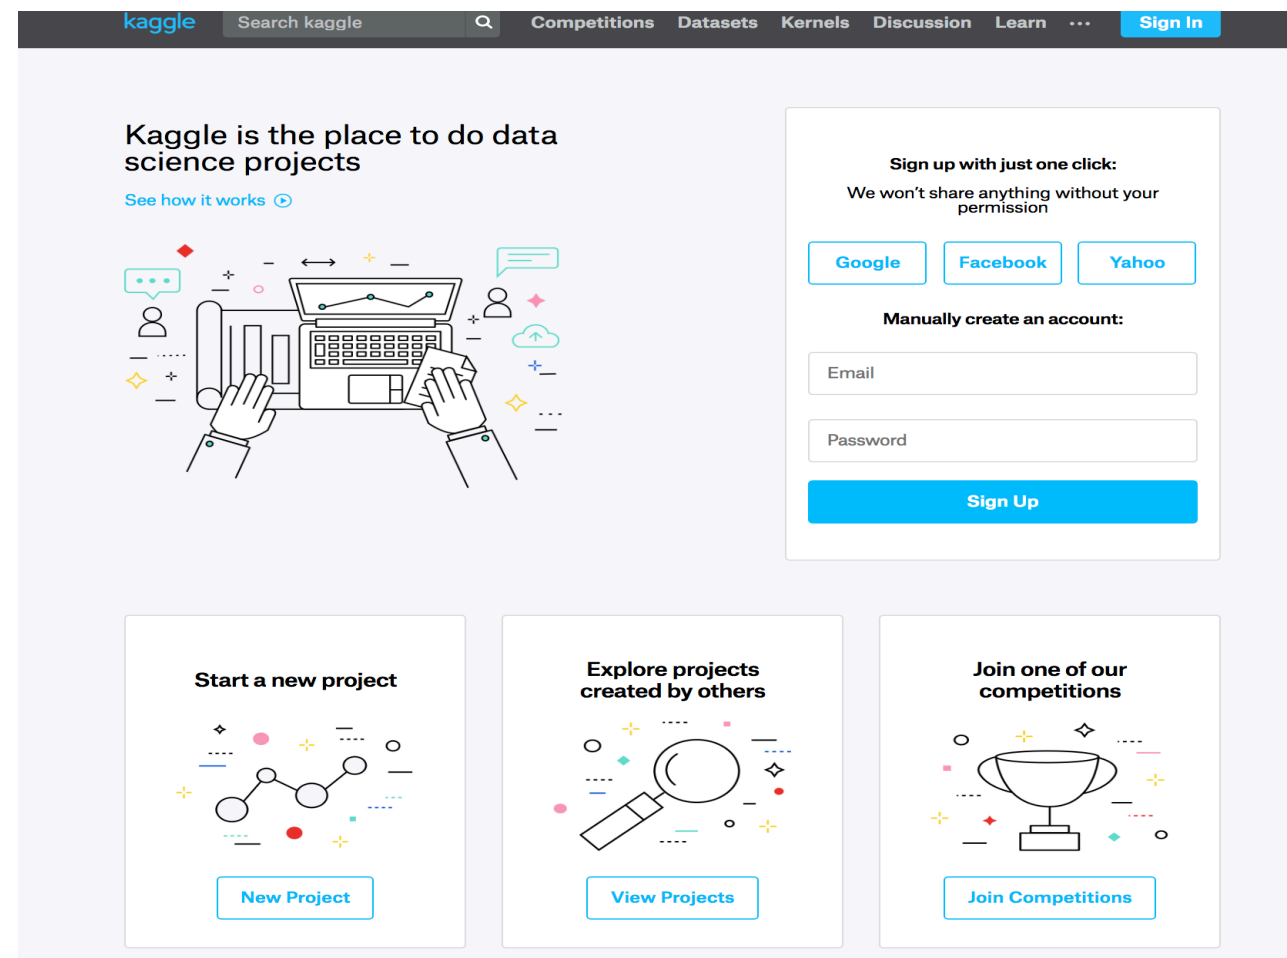 kaggle Search kaggle Competitions Datasets Kernels Discussion Learn ••• Sign In
Kaggle is the place to do data
science projects
See how it works
Sign up with just one click:
We won't share anything without your
permission
Google Facebook Yahoo
Manually create an account:
Email
Password
Sign Up
Start a new project
New Project
Explore projects
created by others
View Projects
Join one of our
competitions
Join Competitions